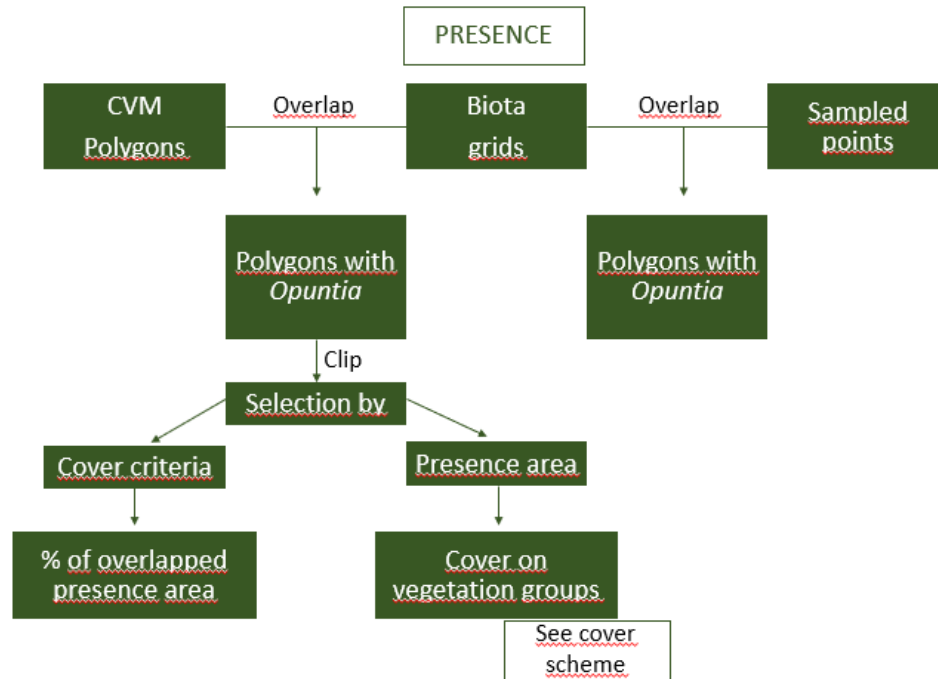 PRESENCE
CVM
Polygons
Overlap
Biota
grids
Overlap
Sampled
points
Polygons with
Opuntia
Polygons with
Opuntia
Clip
Selection by
Cover criteria
Presence area
% of overlapped
presence area
Cover on
vegetation groups
See cover
scheme